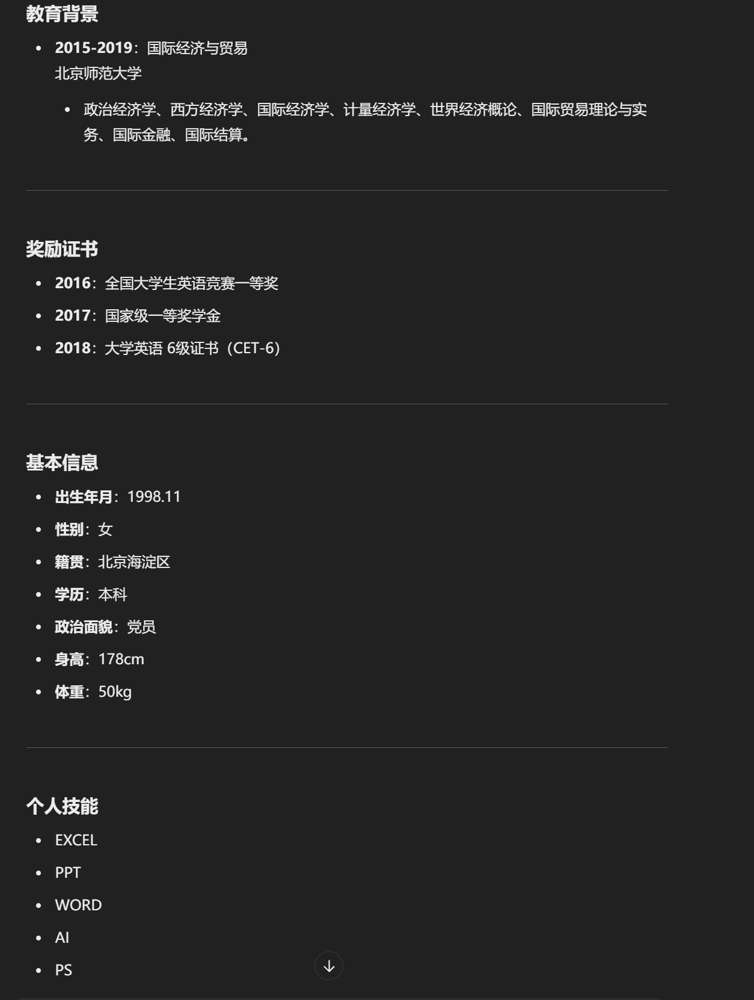 教育背景
2015-2019：国际经济与贸易
北京师范大学
政治经济学、西方经济学、国际经济学、计量经济学、世界经济概论、国际贸易理论与实
务、国际金融、国际结算。
奖励证书
2016：全国大学生英语竞赛一等奖
2017：国家级一等奖学金
2018：大学英语 6级证书（CET-6）
基本信息
出生年月：1998.11
性别：女
籍贯：北京海淀区
学历：本科
政治面貌：党员
身高：178cm
体重：50kg
个人技能
EXCEL
PPT
WORD
AI
PS